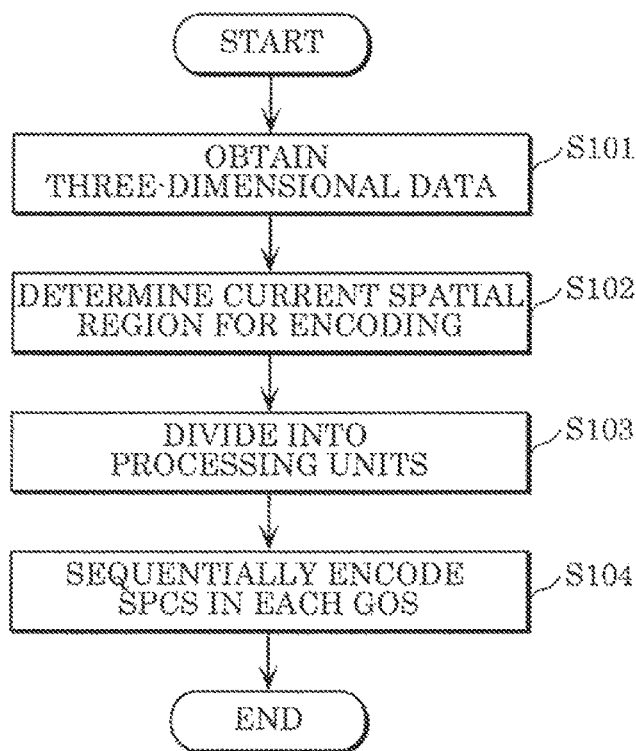 START
OBTAIN
THREE-DIMENSIONAL DATA
S101
DETERMINE CURRENT SPATIAL
REGION FOR ENCODING
S102
DIVIDE INTO
PROCESSING UNITS
S103
SEQUENTIALLY ENCODE
SPCS IN EACH GOS
S104
END